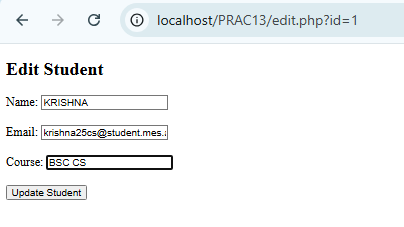 localhost/PRAC13/edit.php?id=1
Edit Student
Name: KRISHNA
Email: krishna25cs@student.mes.a
Course: BSC CS
Update Student